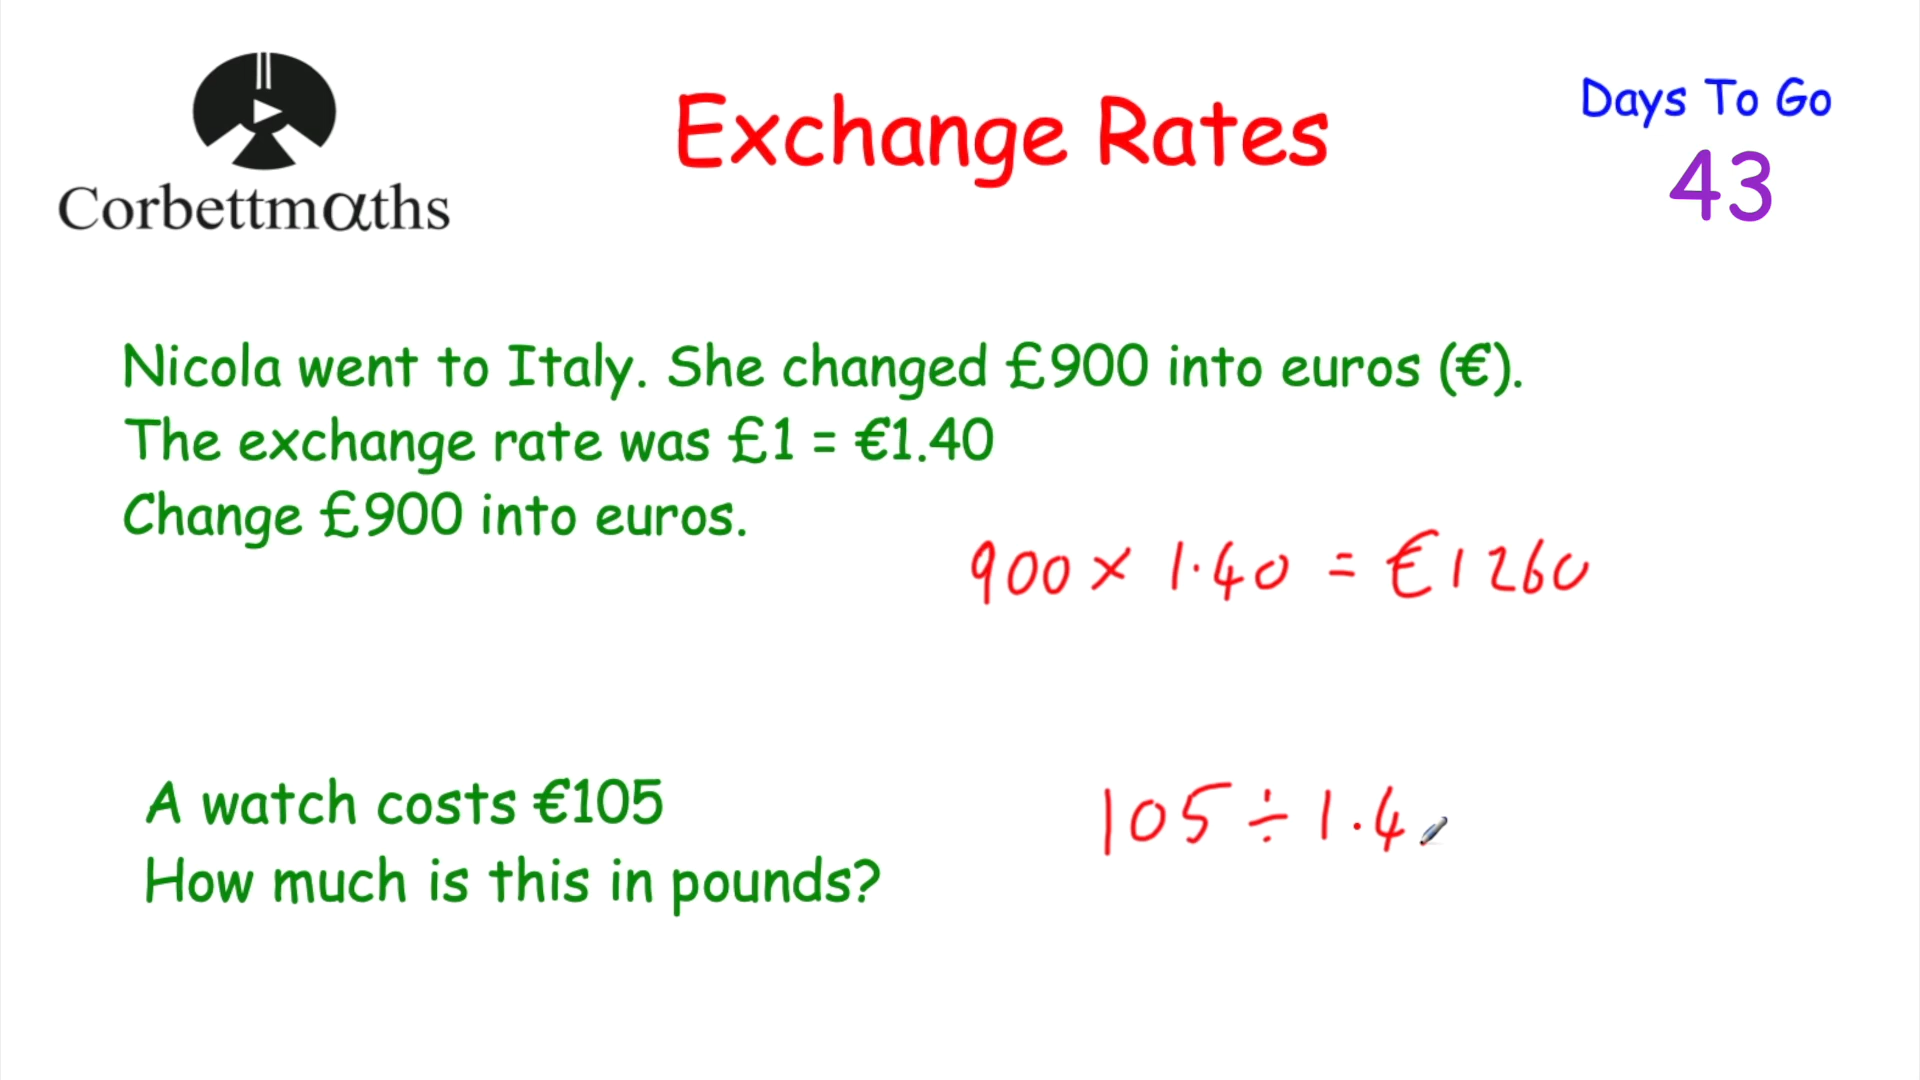 Corbettmαths
Exchange Rates
Days To Go
43
Nicola went to Italy. She changed £900 into euros (€).
The exchange rate was £1 = €1.40
Change £900 into euros.
900 × 1.40 = €1260
A watch costs €105
How much is this in pounds?
105 ÷ 1.4